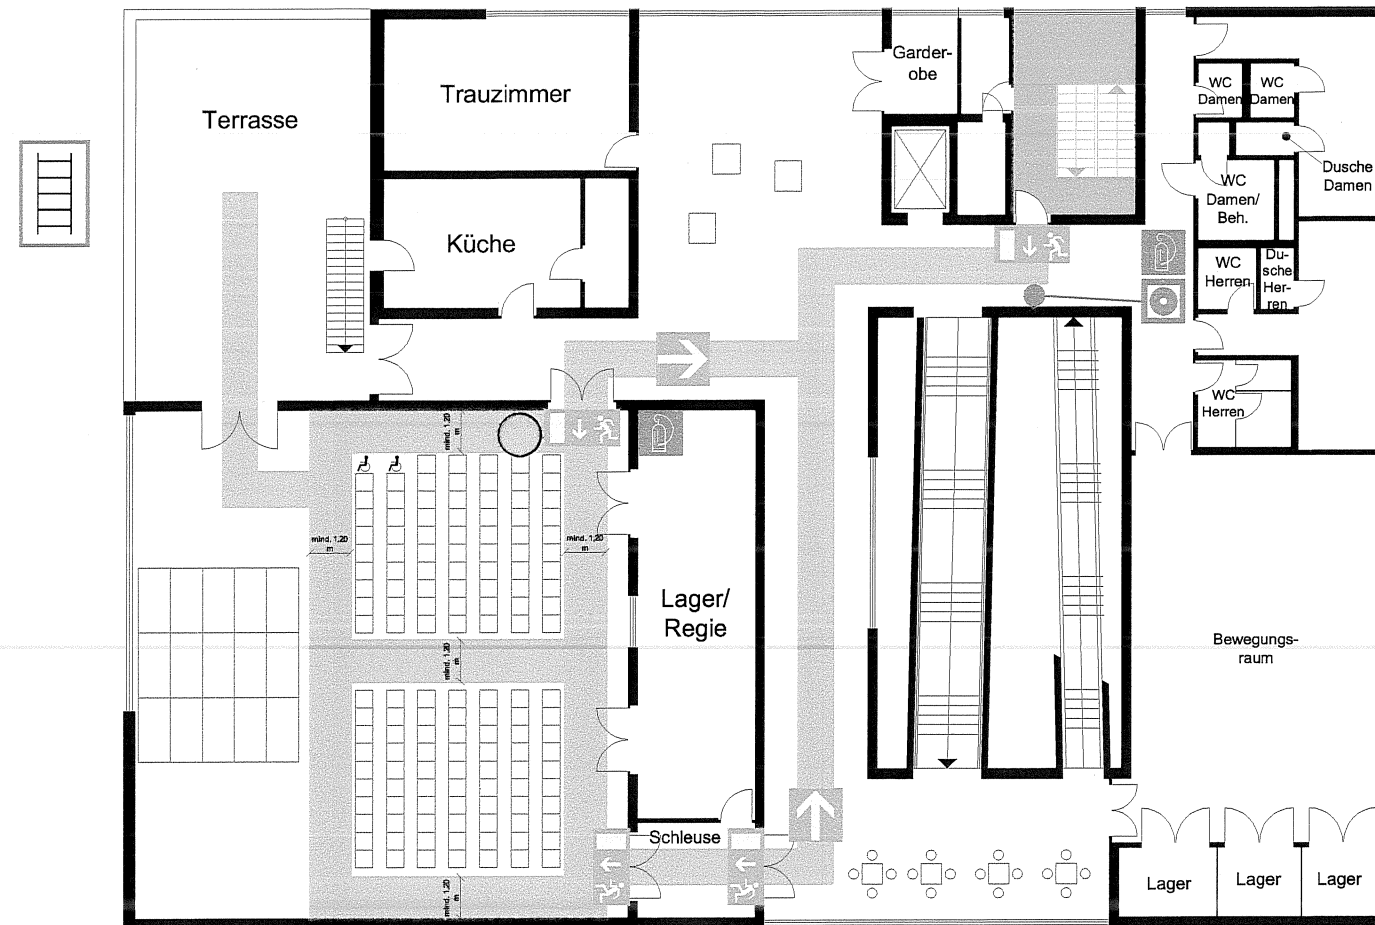 Terrasse
Trauzimmer
Küche
Garder-
obe
WC
Damen
WC
Damen
Dusche
Damen
WC
Damen/
Beh.
WC
Herren
Du-
sche
Her-
ren
WC
Herren
mind. 1,20
m
mind. 1,20
m
mind. 1,20
m
mind. 1,20
m
mind. 1,20
m
Lager/
Regie
Bewegungs-
raum
Schleuse
Lager
Lager
Lager